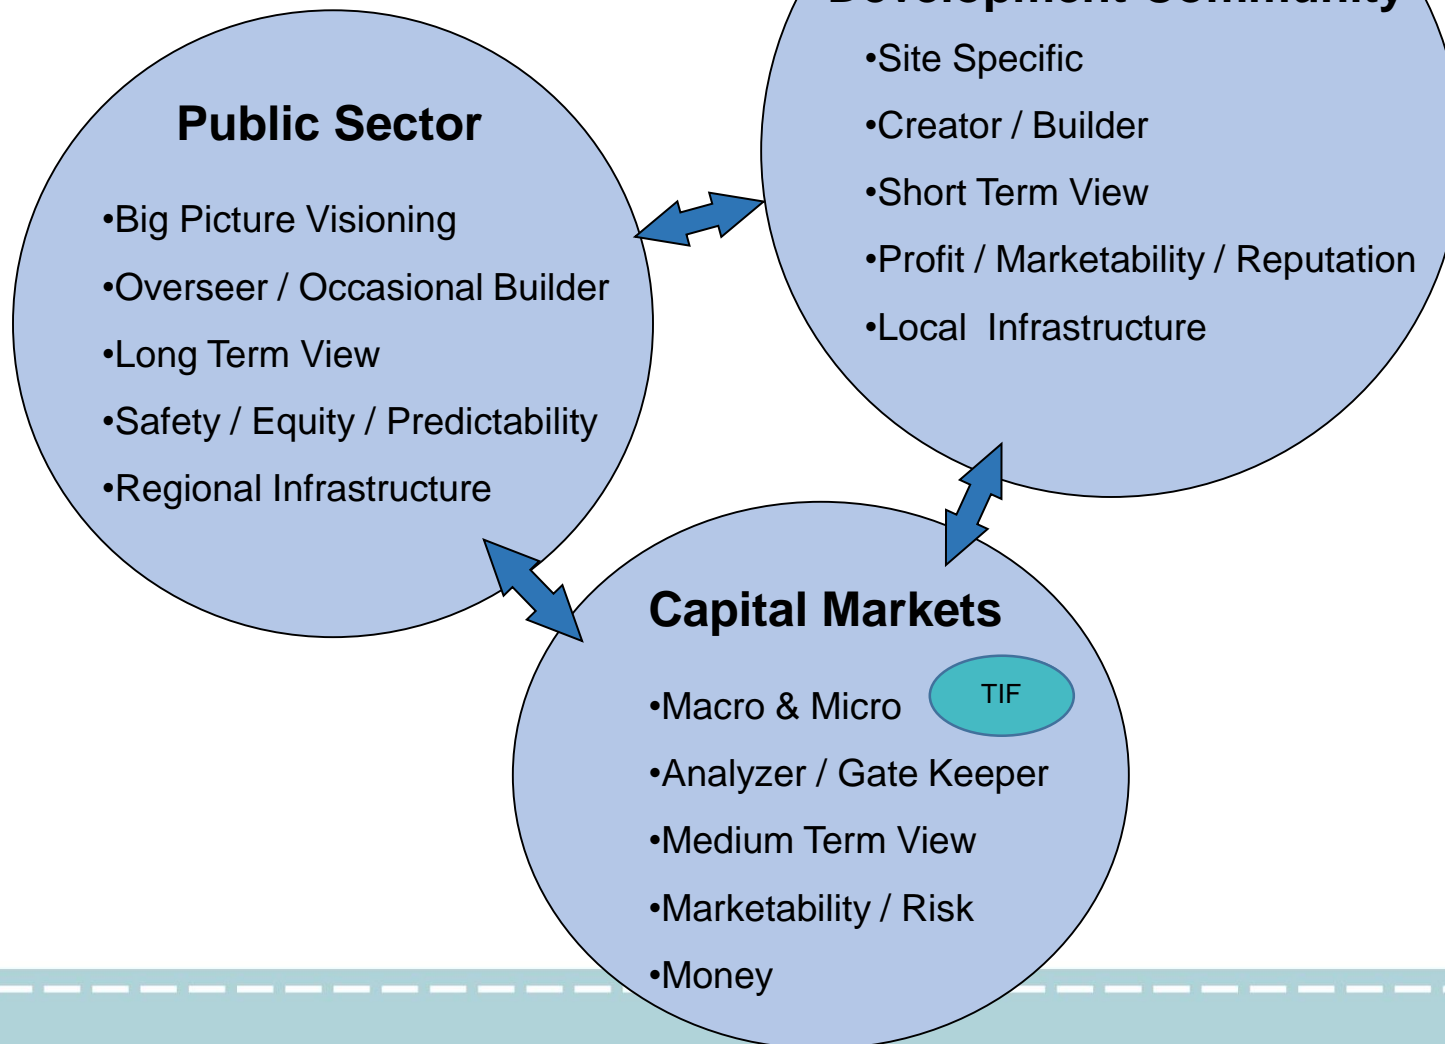 Development Community
•Site Specific
•Creator / Builder
•Short Term View
•Profit / Marketability / Reputation
•Local  Infrastructure
Public Sector
•Big Picture Visioning
•Overseer / Occasional Builder
•Long Term View
•Safety / Equity / Predictability
•Regional Infrastructure
Capital Markets
•Macro & Micro
TIF
•Analyzer / Gate Keeper
•Medium Term View
•Marketability / Risk
•Money